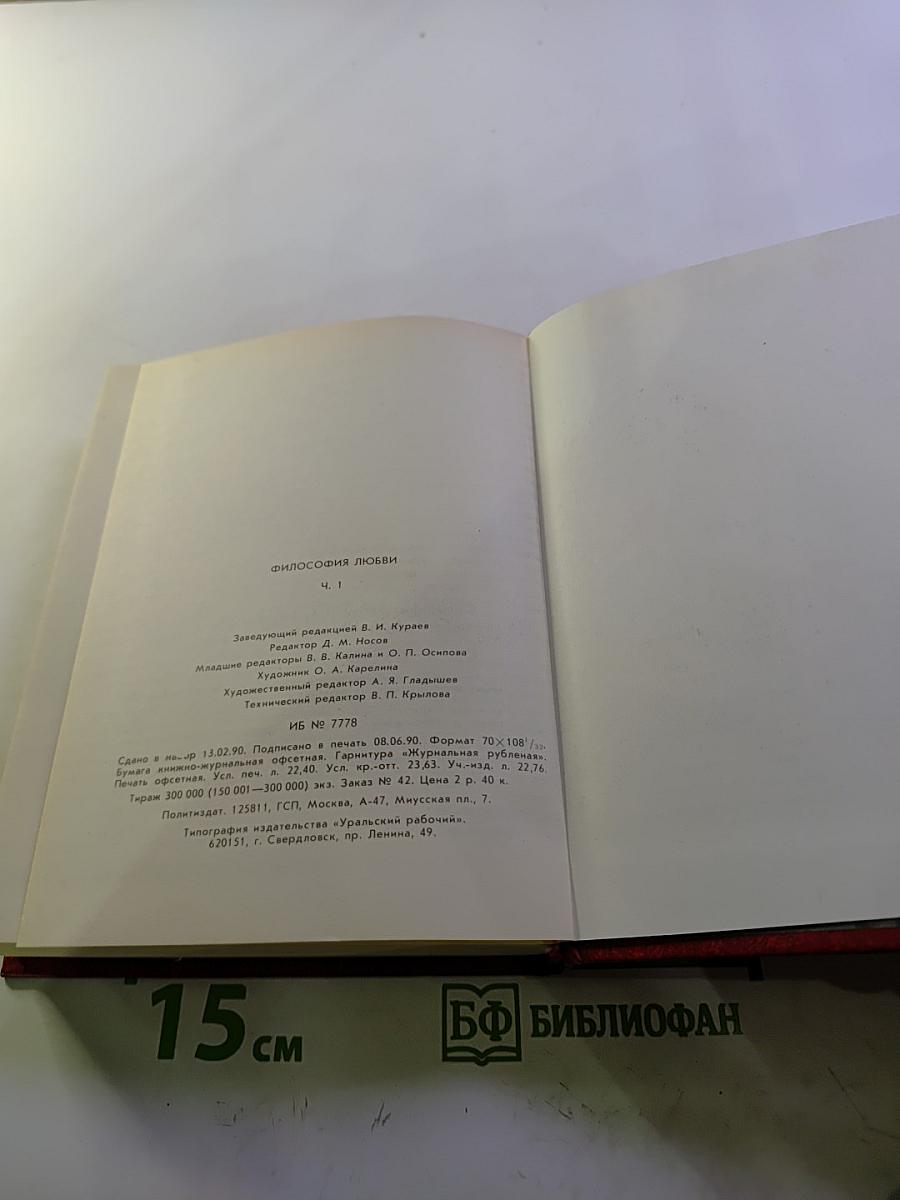 ФИЛОСОФИЯ ЛЮБВИ
Ч. 1
Заведующий редакцией В. И. Кураев
Редактор Д. М. Носов
Младшие редакторы В. В. Калина и О. П. Осипова
Художник О. А. Карелина
Художественный редактор А. Я. Гладышев
Технический редактор В. П. Крылова
ИБ № 7778
Сдано в 13.02.90. Подписано в печать 08.06.90. Формат 70×108¹/₃₂.
Бумага книжно-журнальная офсетная. Гарнитура «Журнальная рубленая».
Печать офсетная. Усл. печ. л. 22,40. Усл. кр.-отт. 23,63. Уч.-изд. л. 22,76.
Тираж 300 000 (150 001—300 000) экз. Заказ № 42. Цена 2 р. 40 к.
Политиздат. 125811, ГСП, Москва, А-47, Миусская пл., 7.
Типография издательства «Уральский рабочий».
620151, г. Свердловск, пр. Ленина, 49.
15 см
БФ БИБЛИОФАН